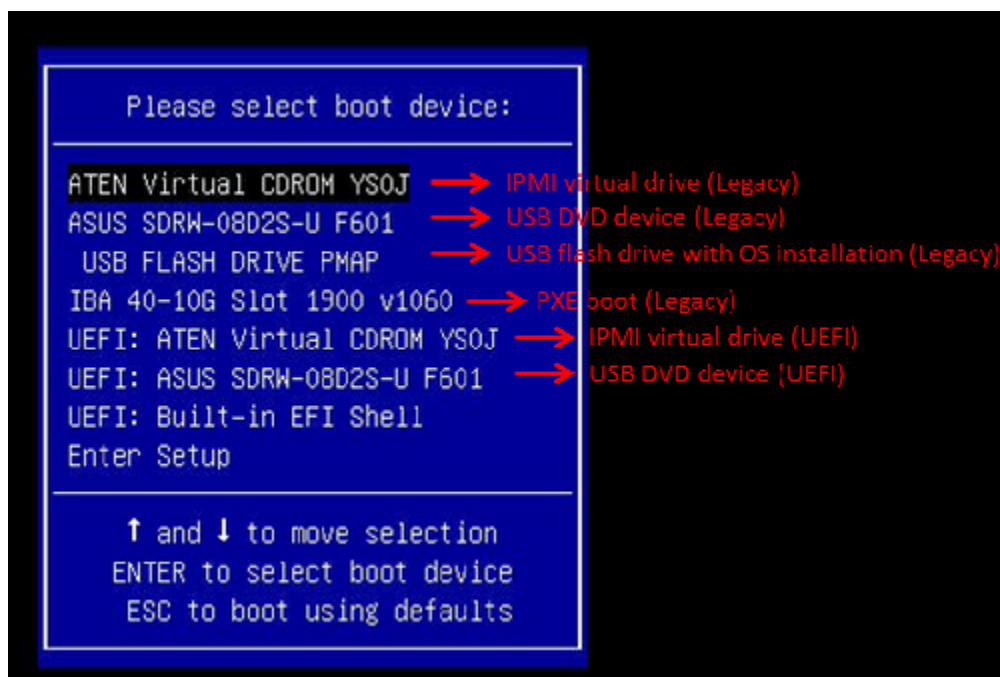 Please select boot device:
ATEN Virtual CDROM YS0J → IPMI virtual drive (Legacy)
ASUS SDRW-08D2S-U F601 → USB DVD device (Legacy)
USB FLASH DRIVE PMAP → USB flash drive with OS installation (Legacy)
IBA 40-10G Slot 1900 v1060 → PXE boot (Legacy)
UEFI: ATEN Virtual CDROM YS0J → IPMI virtual drive (UEFI)
UEFI: ASUS SDRW-08D2S-U F601 → USB DVD device (UEFI)
UEFI: Built-in EFI Shell
Enter Setup
↑ and ↓ to move selection
ENTER to select boot device
ESC to boot using defaults